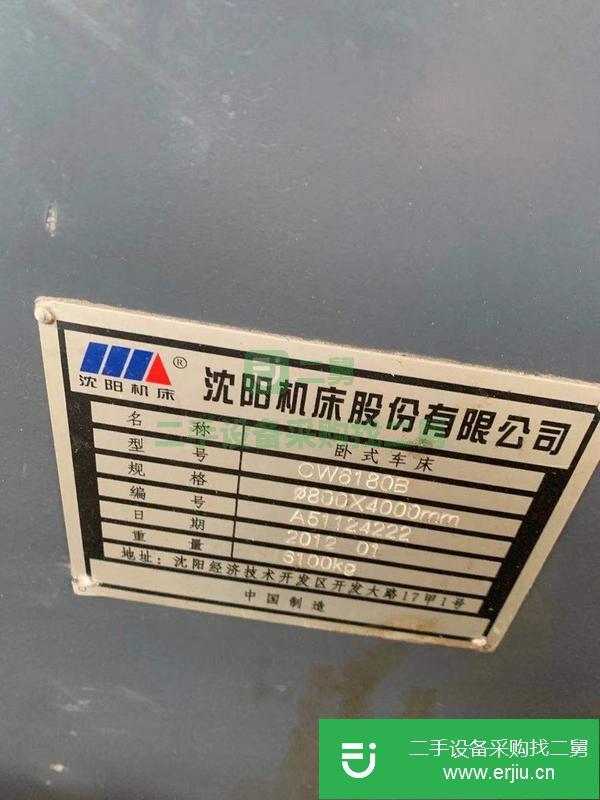 沈阳机床 ® 沈阳机床股份有限公司
二舅
二手设备采购找二舅
名称 卧式车床
型号 CW6180B
规格 ø800X4000mm
编号 A51124222
日期 2012 01
重量 6100kg
地址：沈阳经济技术开发区开发大路17甲1号
中国制造
二手设备采购找二舅
www.erjiu.cn